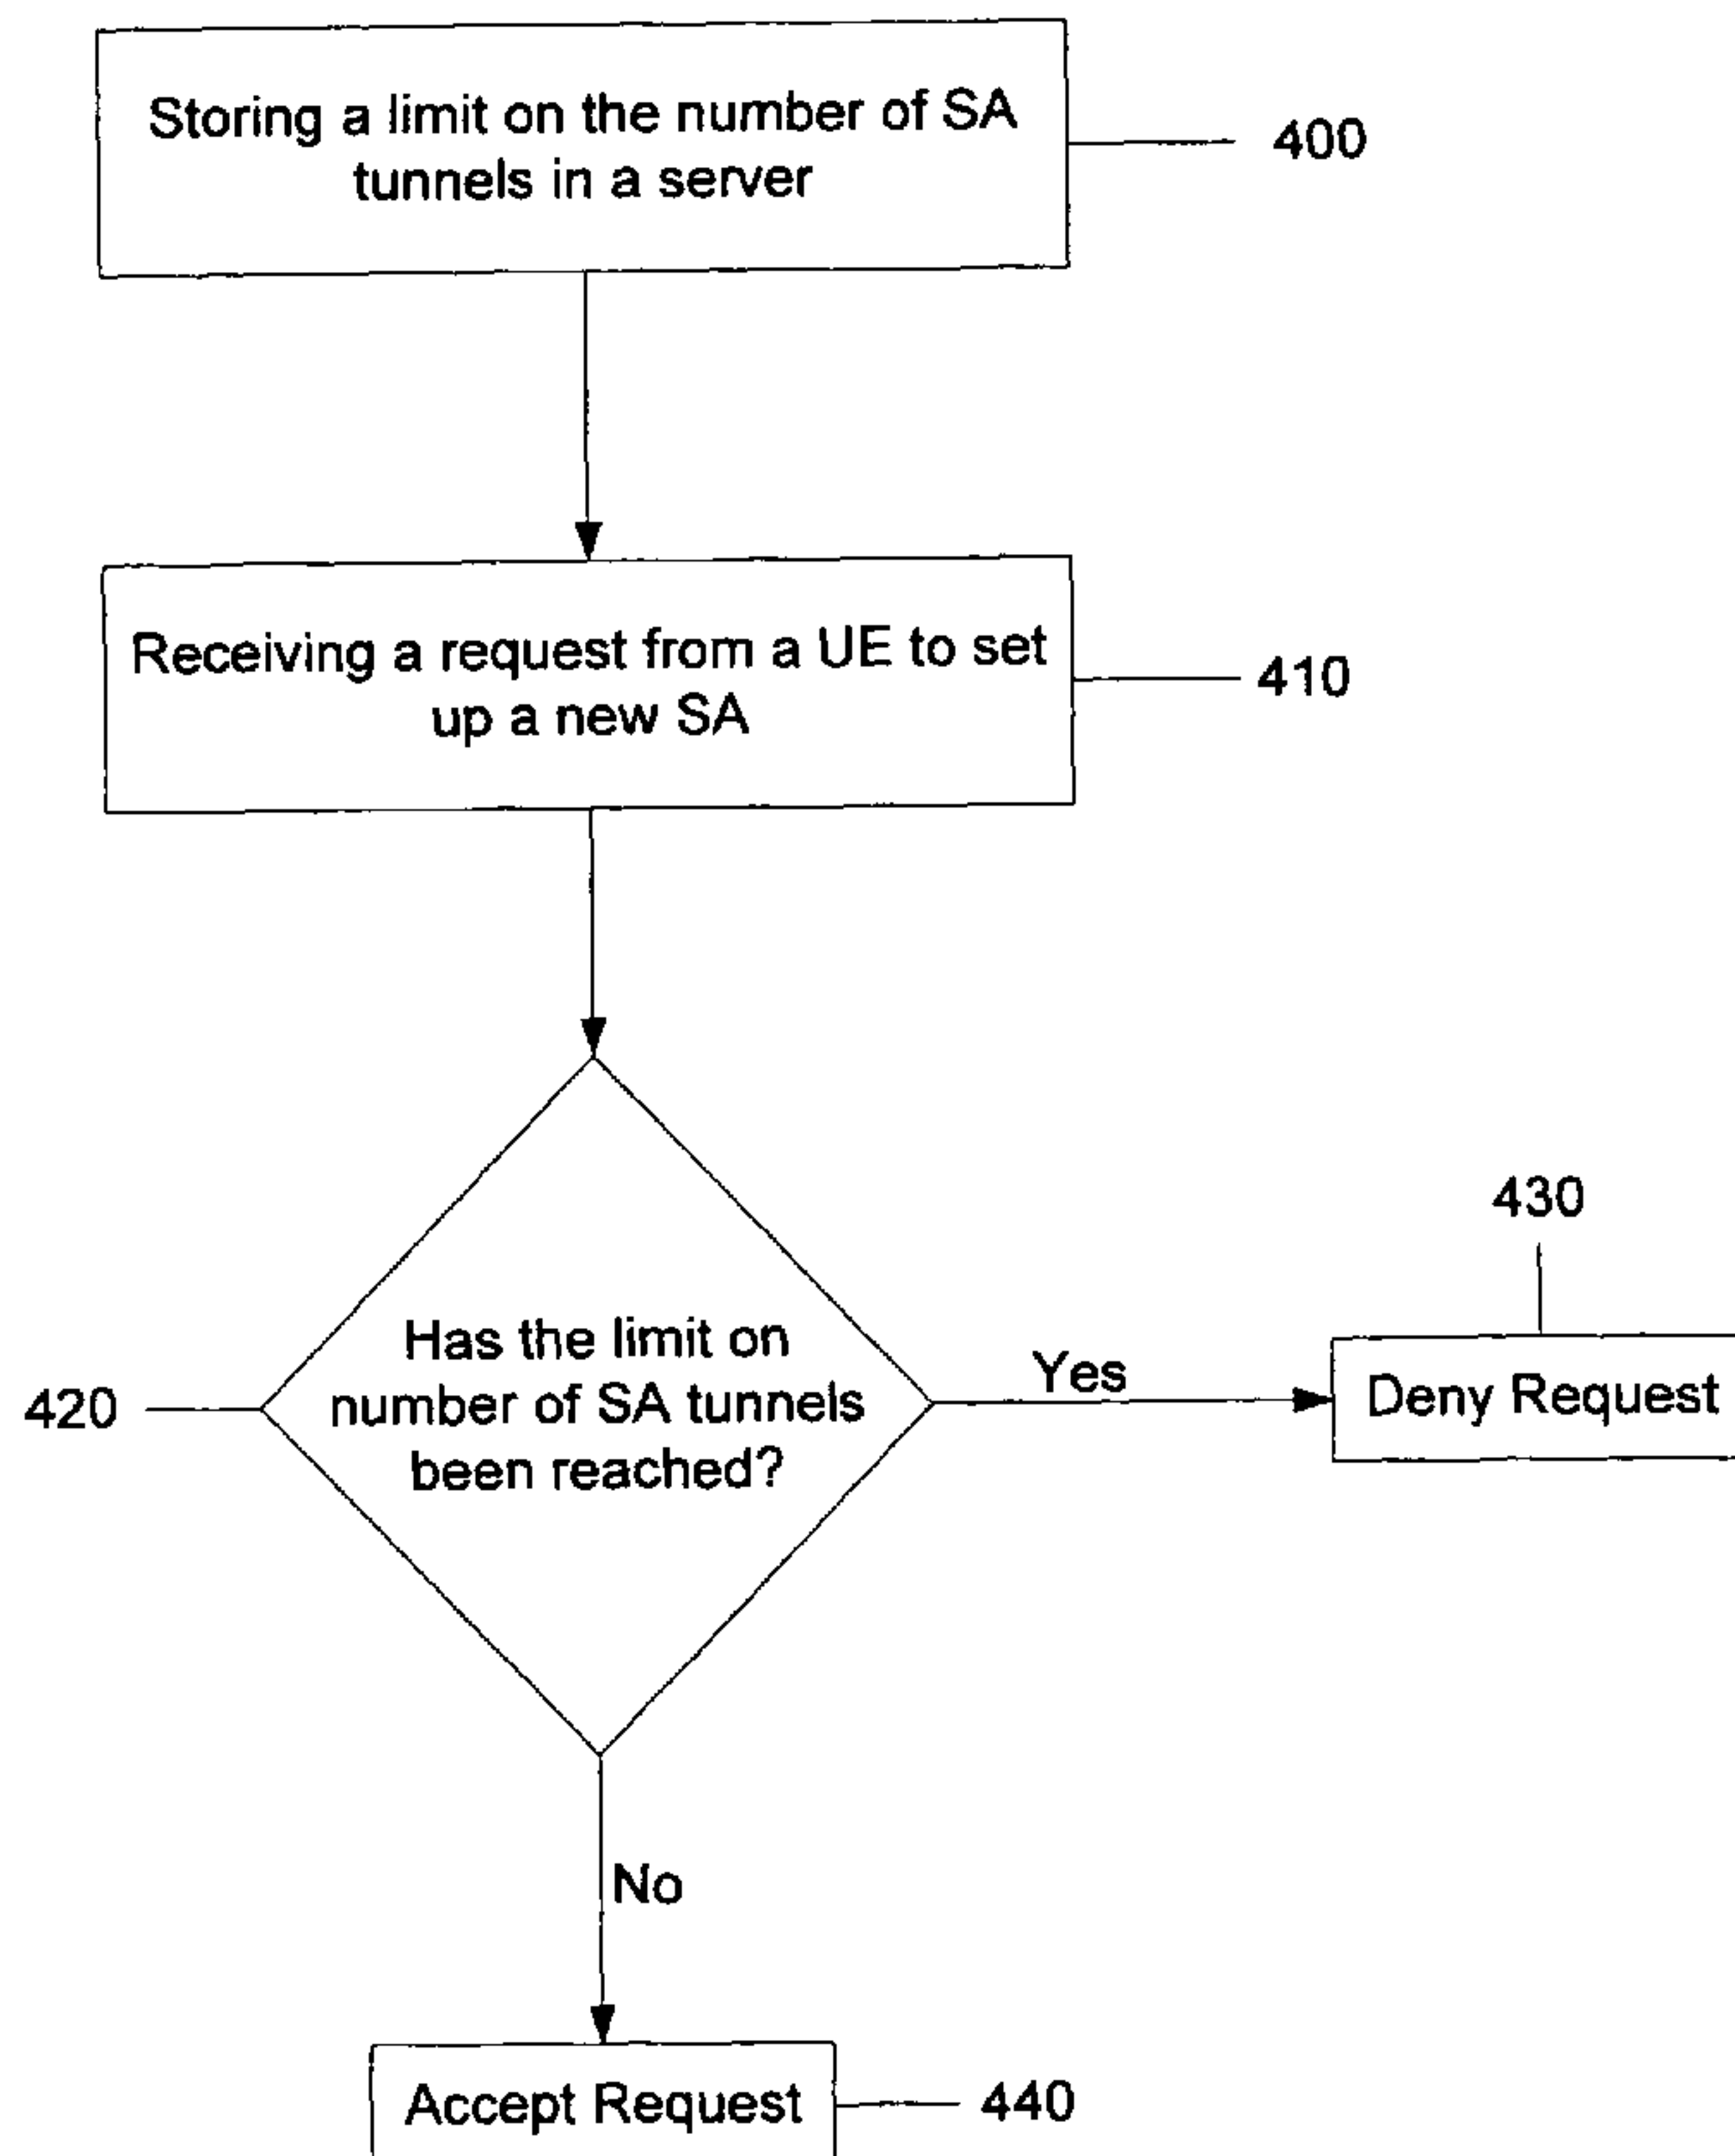 Storing a limit on the number of SA
tunnels in a server
400
Receiving a request from a UE to set
up a new SA
410
Has the limit on
number of SA tunnels
been reached?
420
Yes
430
Deny Request
No
Accept Request
440